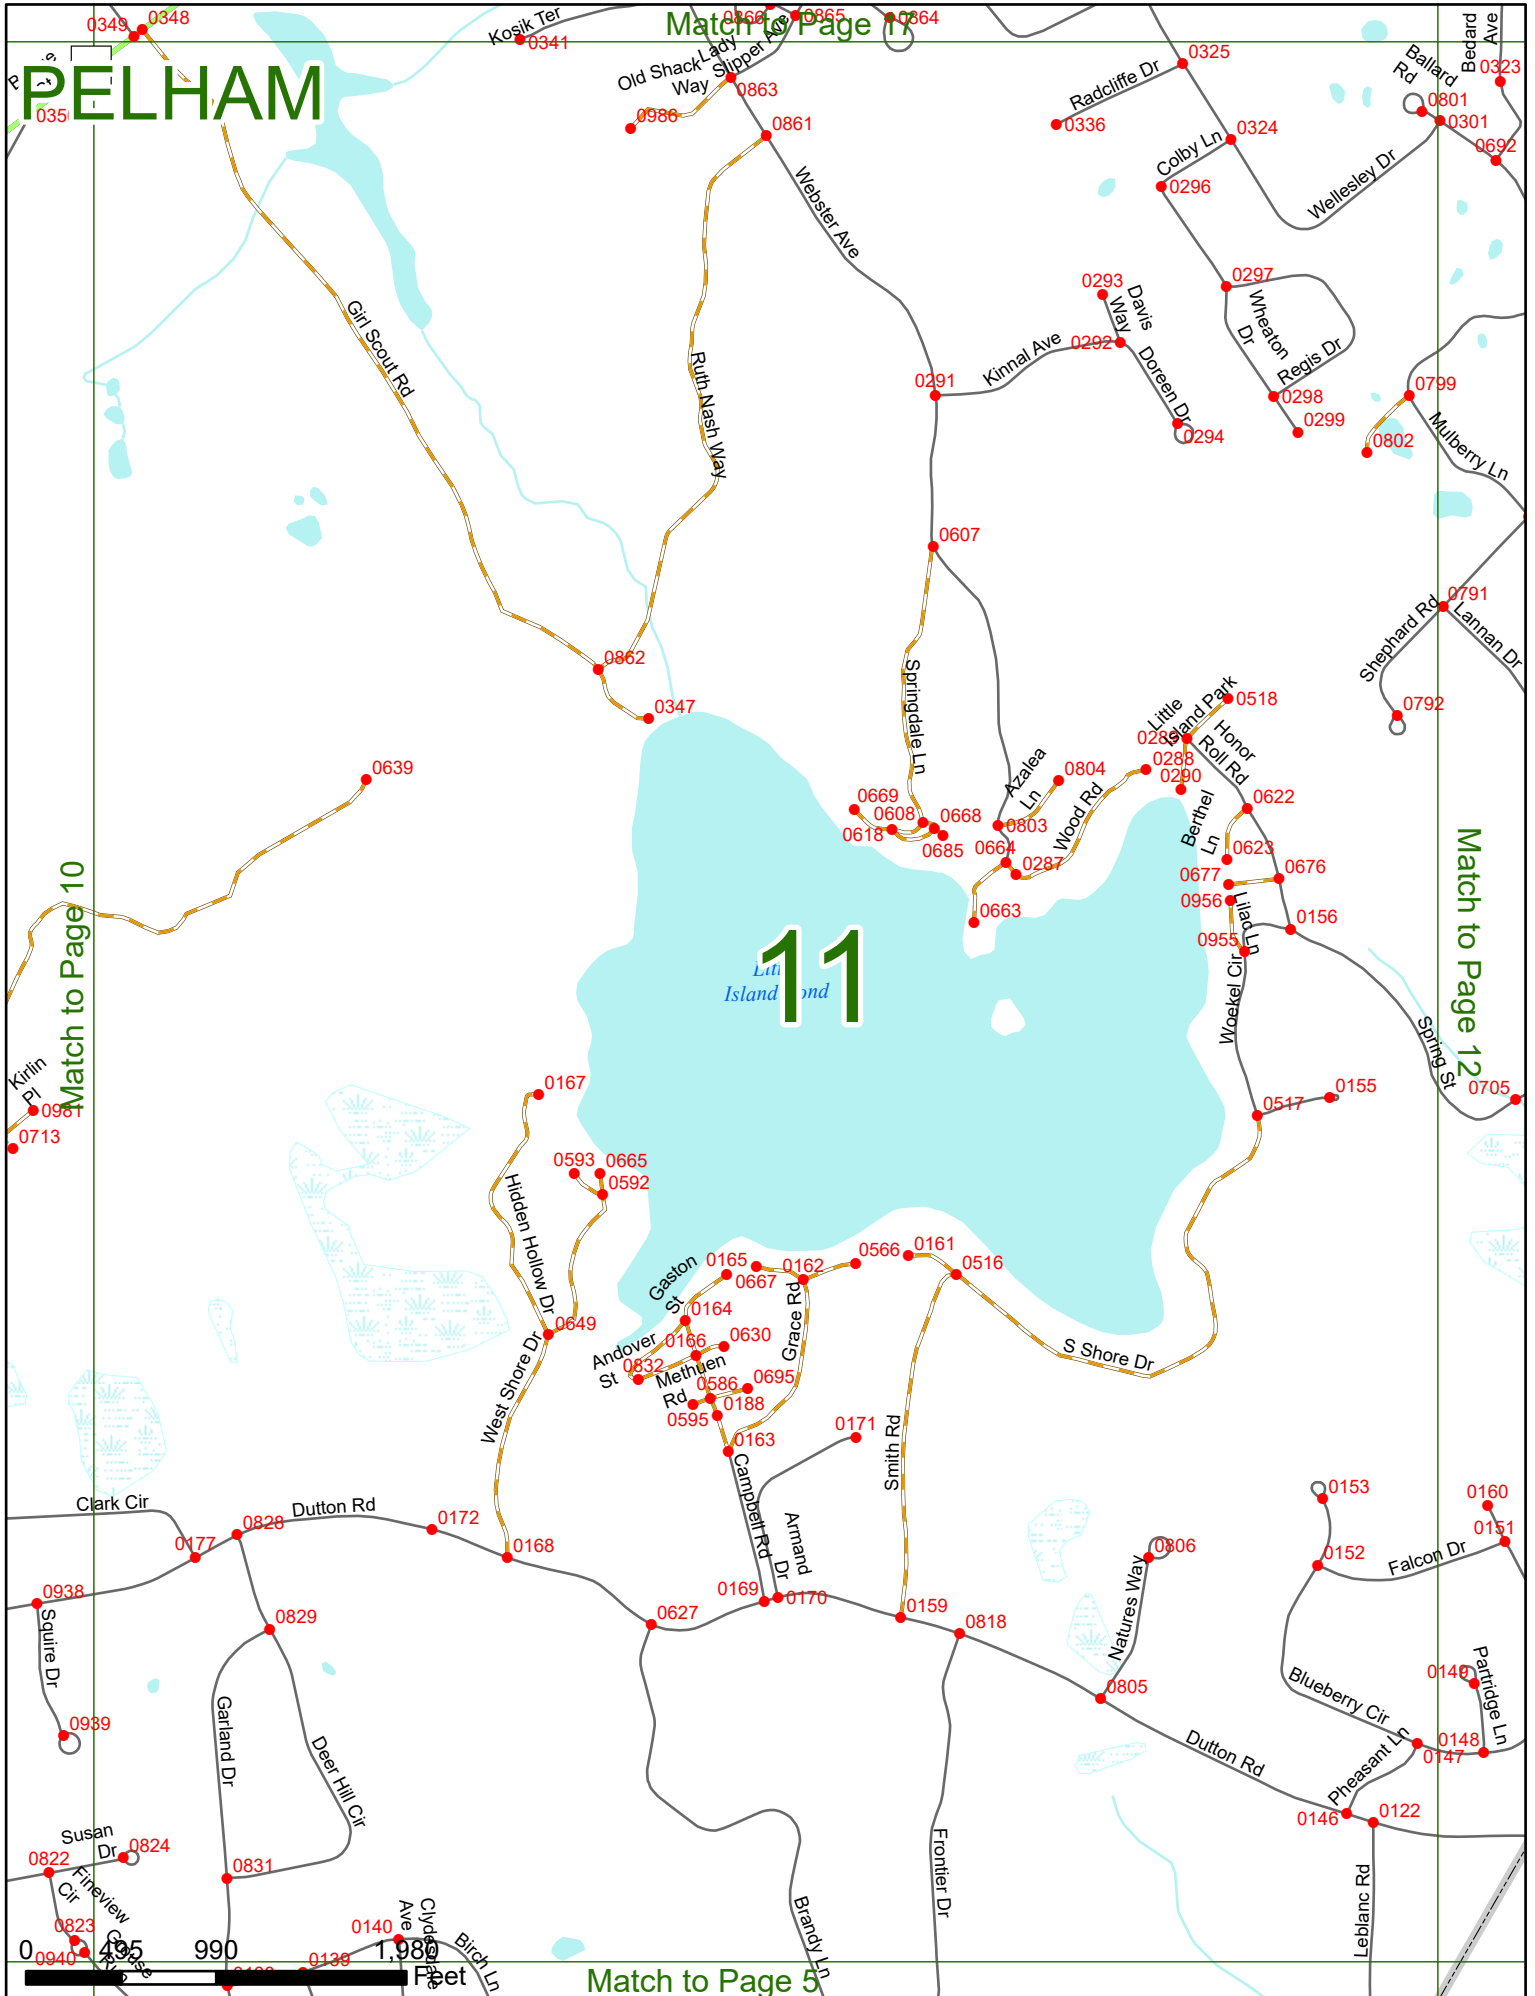 0349
0348
Kosik Ter
0341
Match to Page 17
0866
0865
0864
Lady
Slipper Ave
Old Shack
Way
0863
0986
0861
PELHAM
0325
Radcliffe Dr
0336
0324
Colby Ln
0296
Ballard
Rd
Bedard
Ave
0323
0801
0301
0692
Wellesley Dr
Webster Ave
0293
Davis
Way
0292
0297
Wheaton
Dr
Regis Dr
0298
0299
Doreen Dr
0294
Kinnal Ave
0291
0799
0802
Mulberry Ln
Girl Scout Rd
Ruth Nash Way
0607
0791
Shephard Rd
Lannan Dr
0792
0862
0347
Springdale Ln
Little
Island Park
0518
0289
0288
0290
Honor
Roll Rd
0639
Azalea
Ln
0804
Wood Rd
0669
0608
0668
0618
0685
0803
0664
0287
0663
Berthel
Ln
0622
0623
0677
0676
0956
0156
Lilac Ln
0955
Woekel Cir
Match to Page 10
Match to Page 12
11
Island Pond
Spring St
0705
0155
0517
Kirlin
Pl
0981
0713
0167
0593
0665
0592
Hidden Hollow Dr
0649
West Shore Dr
Gaston
St
0165
0667
0162
0566
0161
0516
0164
Grace Rd
Andover
St
0166
0630
0832
Methuen
Rd
0586
0695
0595
0188
0163
S Shore Dr
Smith Rd
0171
Campbell Rd
Armand
Dr
Clark Cir
Dutton Rd
0828
0172
0177
0168
0938
Squire Dr
0829
0627
0169
0170
0159
0818
0153
0160
0151
0152
Falcon Dr
0806
Natures Way
0805
0939
Garland Dr
Deer Hill Cir
0149
Partridge Ln
Blueberry Cir
0148
0147
Pheasant Ln
Dutton Rd
0146
0122
Susan
Dr
0824
0822
Fineview
Cir
0831
0823
0940
0140
Clydesdale
Ave
Birch Ln
0139
Brandy Ln
Frontier Dr
Leblanc Rd
0 495 990 1,980
Feet
Match to Page 5